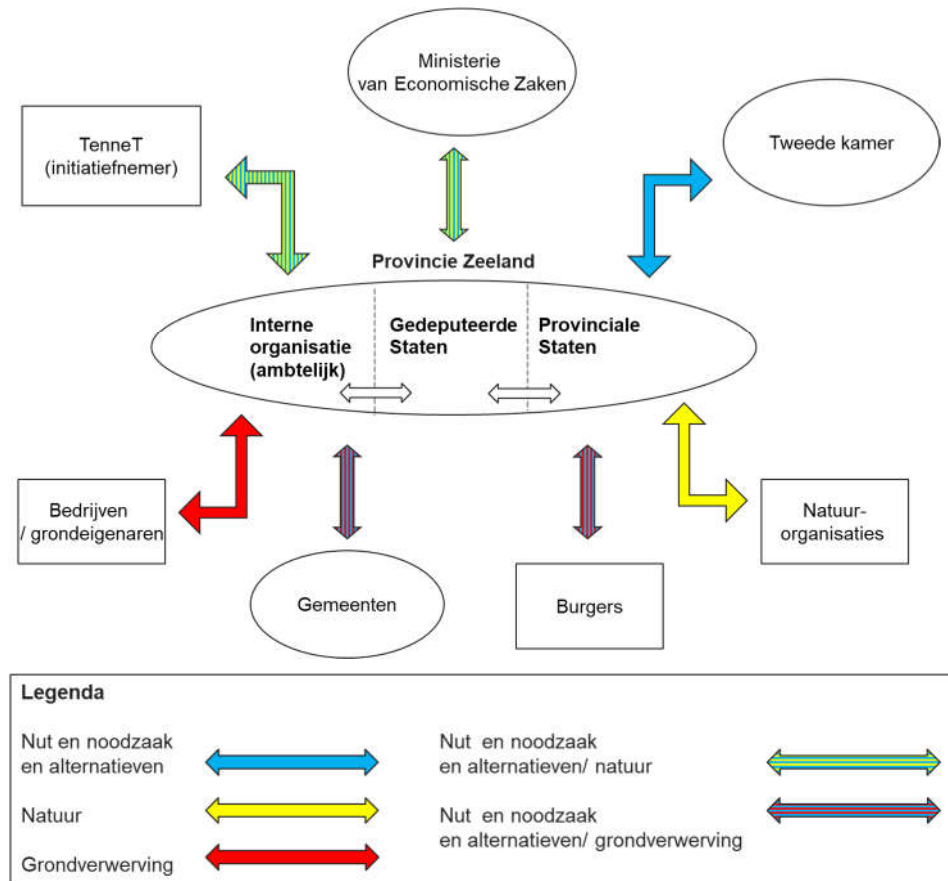 Ministerie
van Economische Zaken
TenneT
(initiatiefnemer)
Tweede kamer
Provincie Zeeland
Interne
organisatie
(ambtelijk)
Gedeputeerde
Staten
Provinciale
Staten
Bedrijven
/ grondeigenaren
Gemeenten
Burgers
Natuur-
organisaties
Legenda
Nut en noodzaak
en alternatieven
Natuur
Grondverwerving
Nut en noodzaak
en alternatieven/ natuur
Nut en noodzaak
en alternatieven/ grondverwerving